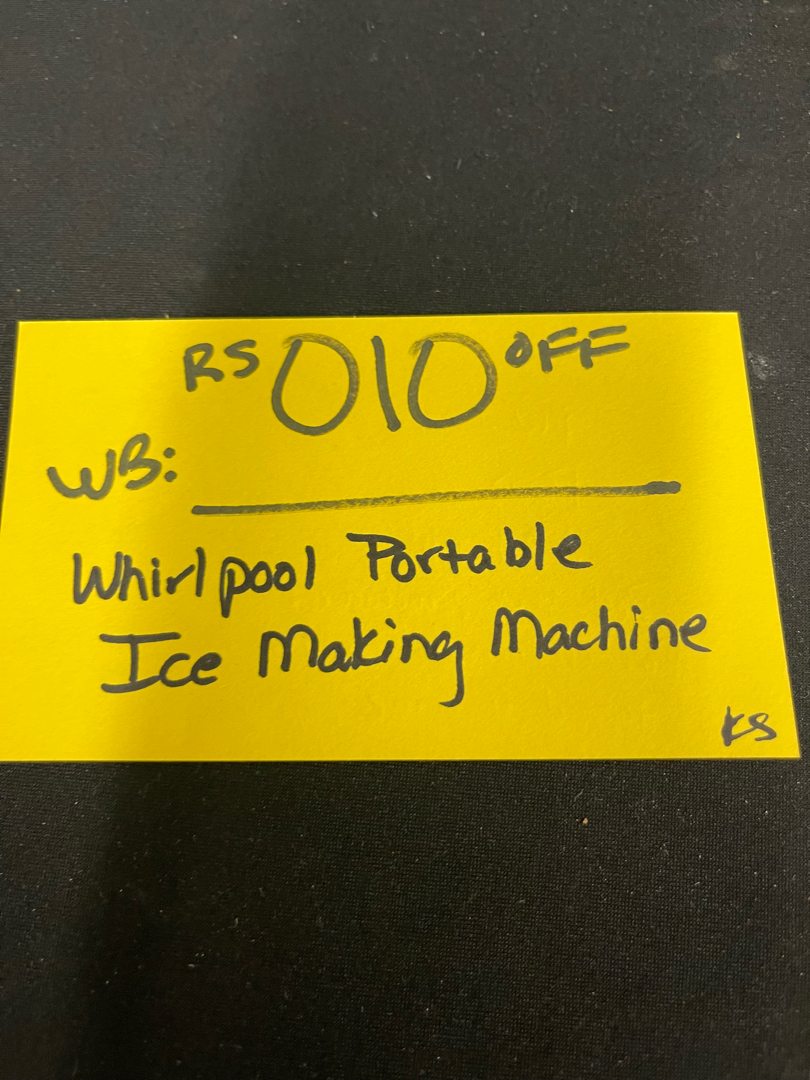 RS 010 OFF
WB:
Whirlpool Portable
Ice Making Machine
KS